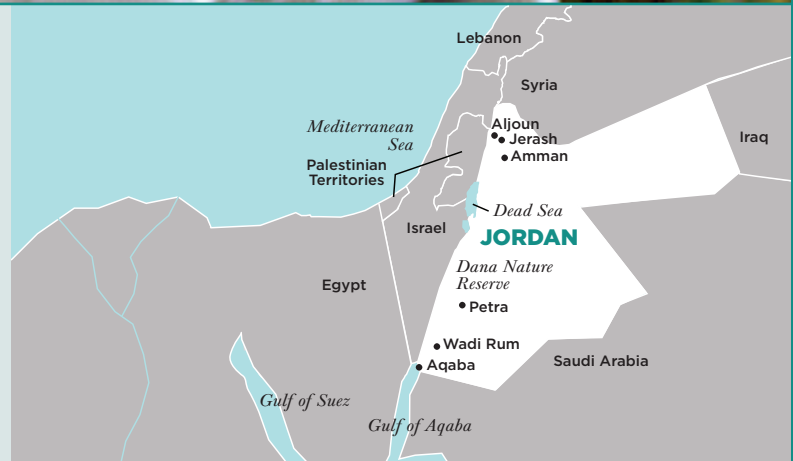 Lebanon
Syria
Mediterranean
Sea
Aljoun
Jerash
Iraq
Amman
Palestinian
Territories
Dead Sea
Israel
JORDAN
Dana Nature
Reserve
Egypt
Petra
Wadi Rum
Saudi Arabia
Aqaba
Gulf of Suez
Gulf of Aqaba